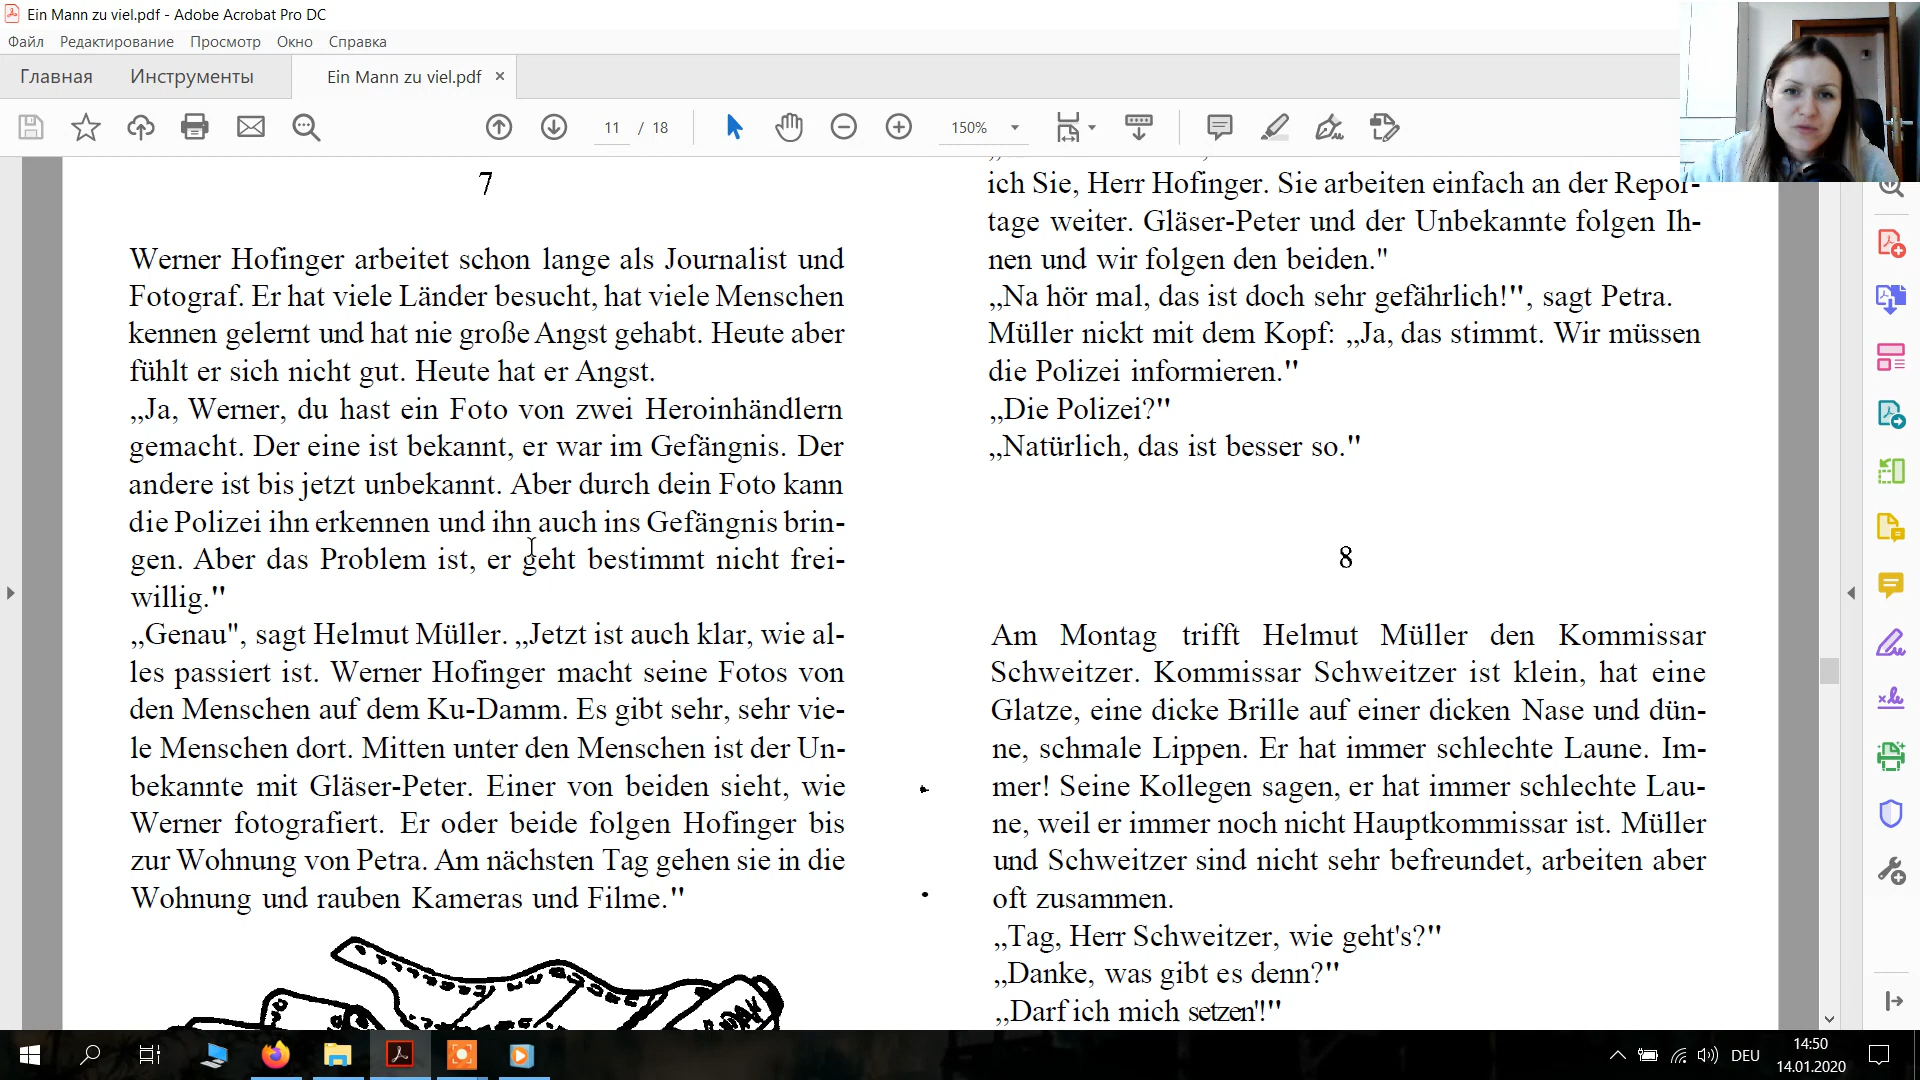 Ein Mann zu viel.pdf - Adobe Acrobat Pro DC
Файл Редактирование Просмотр Окно Справка
Главная Инструменты Ein Mann zu viel.pdf ×
11 / 18 150%
7
Werner Hofinger arbeitet schon lange als Journalist und
Fotograf. Er hat viele Länder besucht, hat viele Menschen
kennen gelernt und hat nie große Angst gehabt. Heute aber
fühlt er sich nicht gut. Heute hat er Angst.
„Ja, Werner, du hast ein Foto von zwei Heroinhändlern
gemacht. Der eine ist bekannt, er war im Gefängnis. Der
andere ist bis jetzt unbekannt. Aber durch dein Foto kann
die Polizei ihn erkennen und ihn auch ins Gefängnis brin-
gen. Aber das Problem ist, er geht bestimmt nicht frei-
willig."
„Genau", sagt Helmut Müller. „Jetzt ist auch klar, wie al-
les passiert ist. Werner Hofinger macht seine Fotos von
den Menschen auf dem Ku-Damm. Es gibt sehr, sehr vie-
le Menschen dort. Mitten unter den Menschen ist der Un-
bekannte mit Gläser-Peter. Einer von beiden sieht, wie
Werner fotografiert. Er oder beide folgen Hofinger bis
zur Wohnung von Petra. Am nächsten Tag gehen sie in die
Wohnung und rauben Kameras und Filme."
ich Sie, Herr Hofinger. Sie arbeiten einfach an der Repor-
tage weiter. Gläser-Peter und der Unbekannte folgen Ih-
nen und wir folgen den beiden."
„Na hör mal, das ist doch sehr gefährlich!", sagt Petra.
Müller nickt mit dem Kopf: „Ja, das stimmt. Wir müssen
die Polizei informieren."
„Die Polizei?"
„Natürlich, das ist besser so."
8
Am Montag trifft Helmut Müller den Kommissar
Schweitzer. Kommissar Schweitzer ist klein, hat eine
Glatze, eine dicke Brille auf einer dicken Nase und dün-
ne, schmale Lippen. Er hat immer schlechte Laune. Im-
mer! Seine Kollegen sagen, er hat immer schlechte Lau-
ne, weil er immer noch nicht Hauptkommissar ist. Müller
und Schweitzer sind nicht sehr befreundet, arbeiten aber
oft zusammen.
„Tag, Herr Schweitzer, wie geht's?"
„Danke, was gibt es denn?"
„Darf ich mich setzen'!"
DEU
14:50
14.01.2020